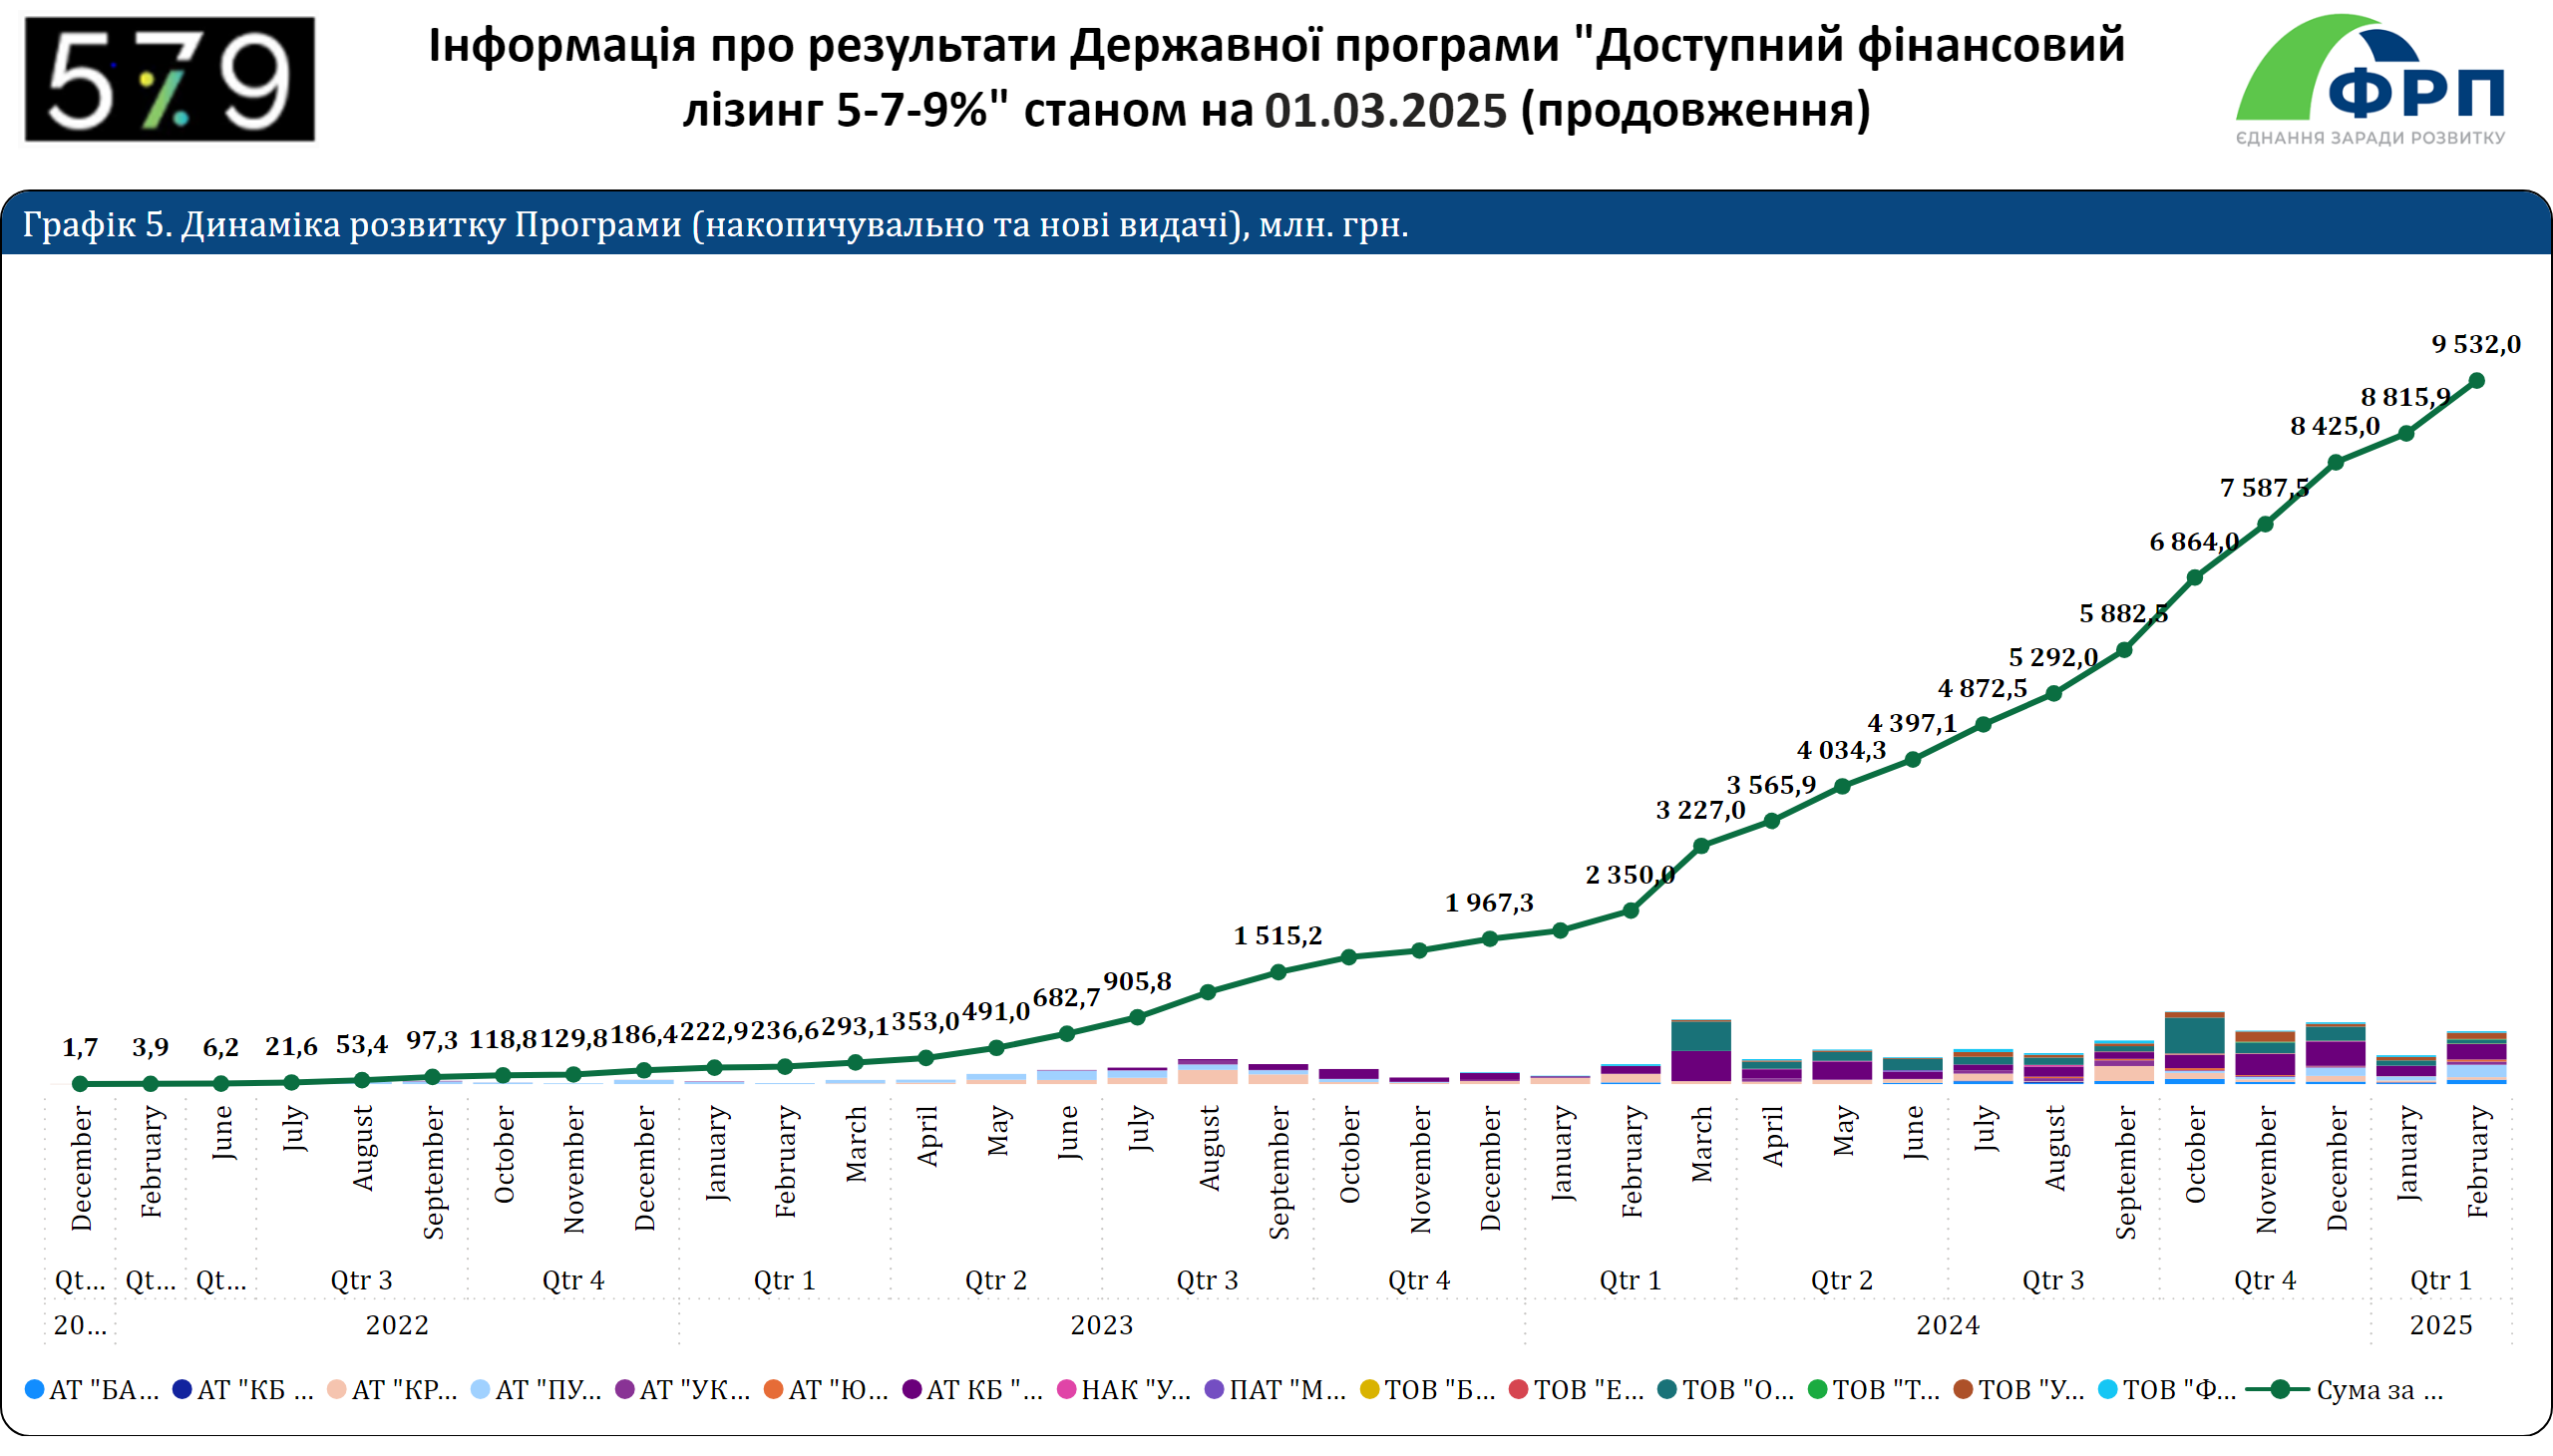 579
Інформація про результати Державної програми "Доступний фінансовий
лізинг 5-7-9%" станом на 01.03.2025 (продовження)
ФРП
ЄДНАННЯ ЗАРАДИ РОЗВИТКУ
Графік 5. Динаміка розвитку Програми (накопичувально та нові видачі), млн. грн.
1,7 3,9 6,2 21,6 53,4 97,3 118,8 129,8 186,4 222,9 236,6 293,1 353,0 491,0 682,7 905,8 1 515,2 1 967,3 2 350,0 3 227,0 3 565,9 4 034,3 4 397,1 4 872,5 5 292,0 5 882,5 6 864,0 7 587,5 8 425,0 8 815,9 9 532,0
December February June July August September October November December January February March April May June July August September October November December January February March April May June July August September October November December January February
Qt... Qt... Qt... Qtr 3 Qtr 4 Qtr 1 Qtr 2 Qtr 3 Qtr 4 Qtr 1 Qtr 2 Qtr 3 Qtr 4 Qtr 1
20... 2022 2023 2024 2025
АТ "БА... АТ "КБ ... АТ "КР... АТ "ПУ... АТ "УК... АТ "Ю... АТ КБ "... НАК "У... ПАТ "М... ТОВ "Б... ТОВ "Е... ТОВ "О... ТОВ "Т... ТОВ "У... ТОВ "Ф... Сума за ...